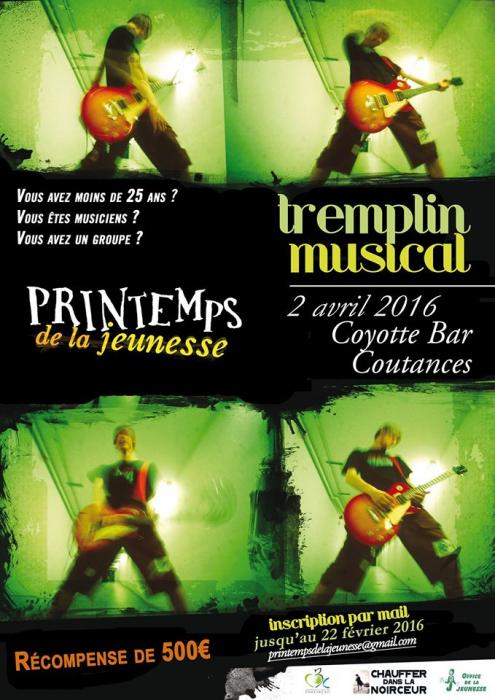 Vous avez moins de 25 ans ?
Vous êtes musiciens ?
Vous avez un groupe ?
tremplin
musical
PRINTEMPS
de la jeunesse
2 avril 2016
Coyotte Bar
Coutances
inscription par mail
jusqu'au 22 février 2016
printempsdelajeunesse@gmail.com
Récompense de 500€
CHAUFFER
DANS LA
NOIRCEUR
Office
de la
Jeunesse